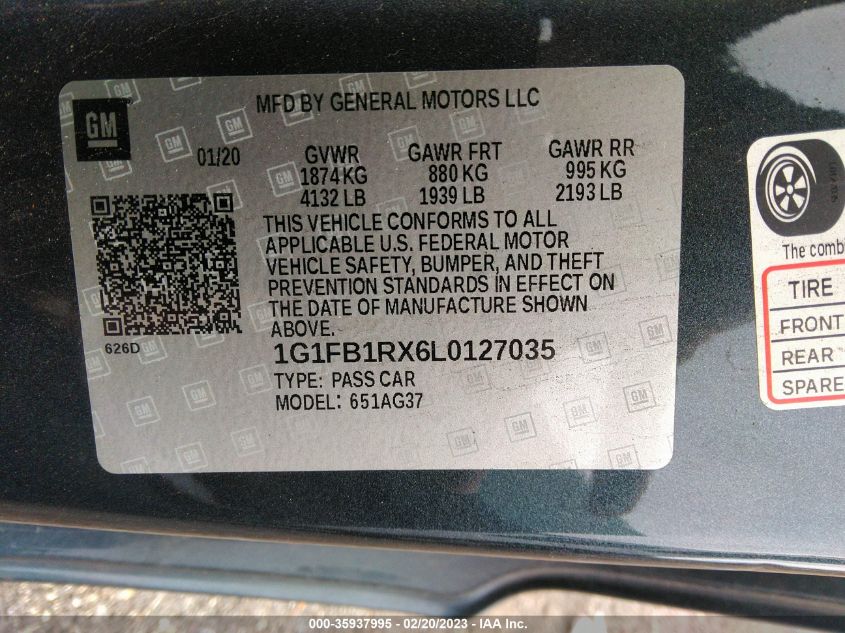 GM
MFD BY GENERAL MOTORS LLC
01/20 GVWR GAWR FRT GAWR RR
1874 KG 880 KG 995 KG
4132 LB 1939 LB 2193 LB
THIS VEHICLE CONFORMS TO ALL
APPLICABLE U.S. FEDERAL MOTOR
VEHICLE SAFETY, BUMPER, AND THEFT
PREVENTION STANDARDS IN EFFECT ON
THE DATE OF MANUFACTURE SHOWN
ABOVE.
626D
1G1FB1RX6L0127035
TYPE: PASS CAR
MODEL: 651AG37
The comb
TIRE
FRONT
REAR
SPARE
000-35937995 - 02/20/2023 - IAA Inc.